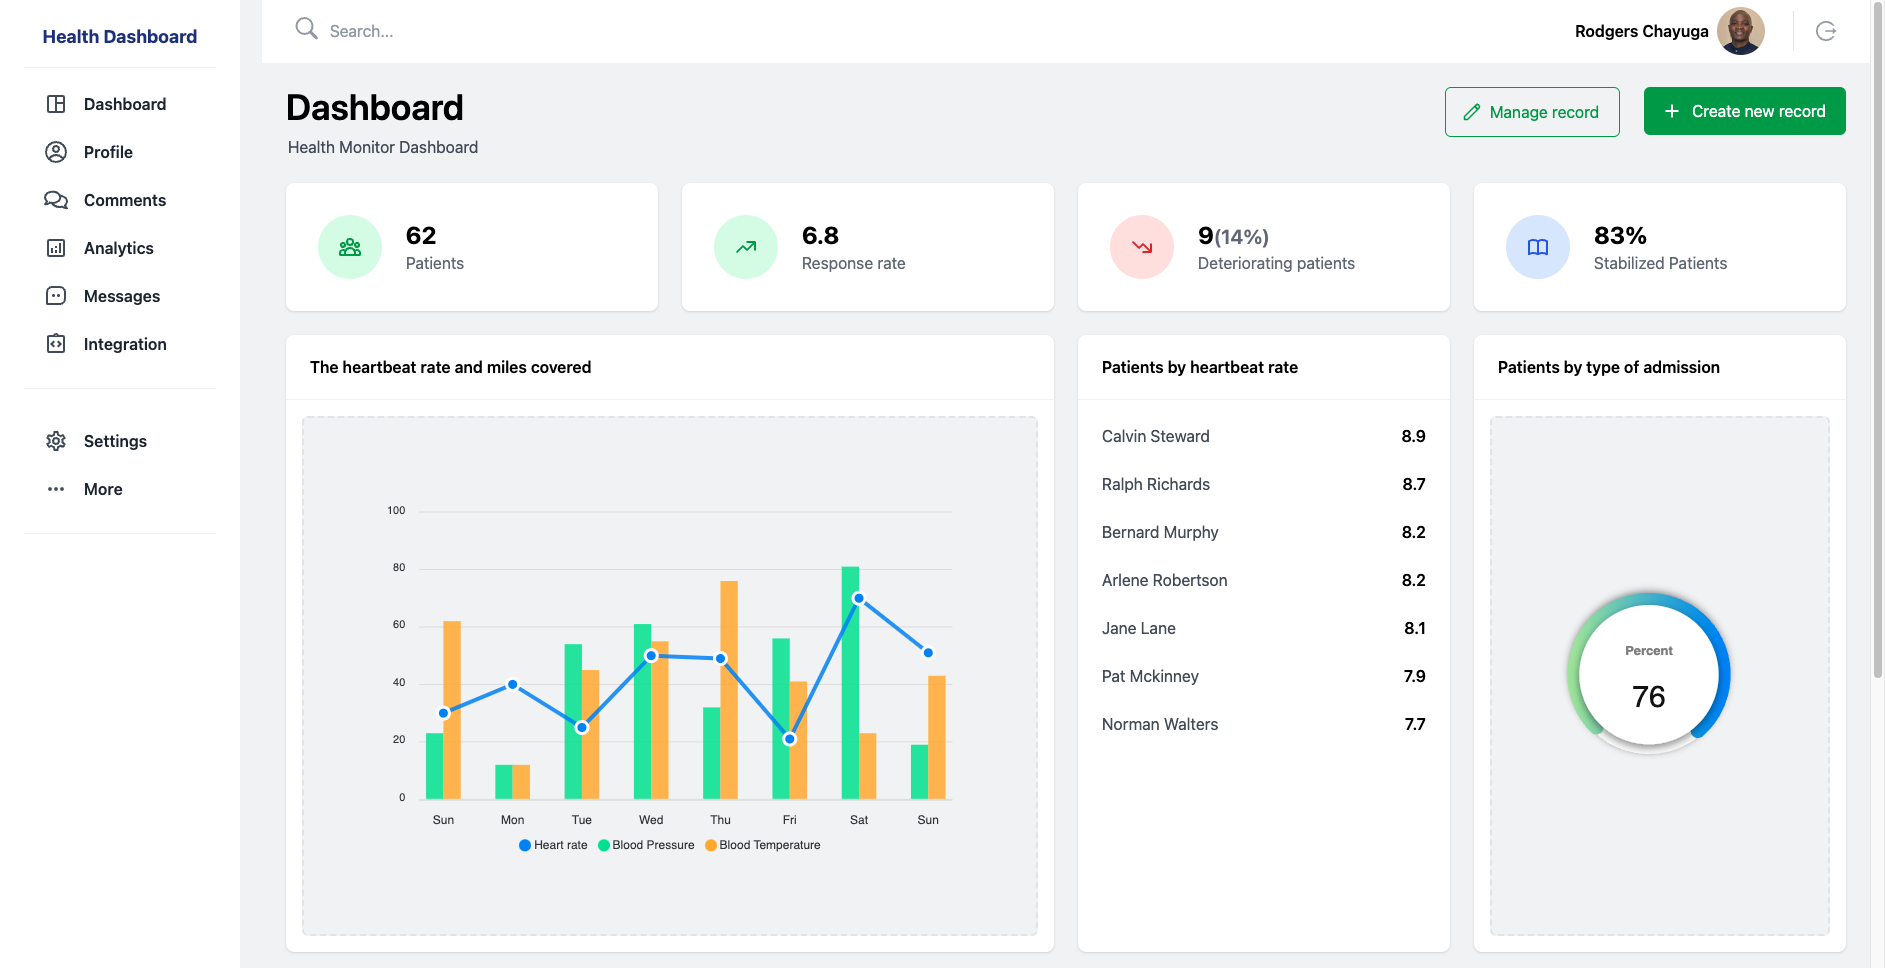 Health Dashboard
Dashboard
Profile
Comments
Analytics
Messages
Integration
Settings
More
Search...
Rodgers Chayuga
Dashboard
Health Monitor Dashboard
Manage record
Create new record
62
Patients
6.8
Response rate
9(14%)
Deteriorating patients
83%
Stabilized Patients
The heartbeat rate and miles covered
100
80
60
40
20
0
Sun Mon Tue Wed Thu Fri Sat Sun
Heart rate Blood Pressure Blood Temperature
Patients by heartbeat rate
Calvin Steward 8.9
Ralph Richards 8.7
Bernard Murphy 8.2
Arlene Robertson 8.2
Jane Lane 8.1
Pat Mckinney 7.9
Norman Walters 7.7
Patients by type of admission
Percent
76